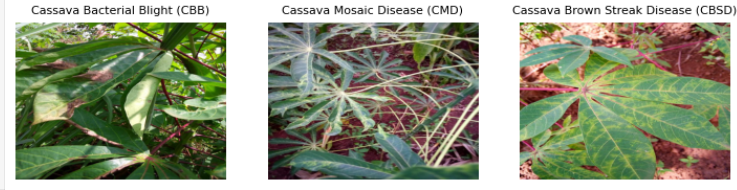 Cassava Bacterial Blight (CBB)
Cassava Mosaic Disease (CMD)
Cassava Brown Streak Disease (CBSD)